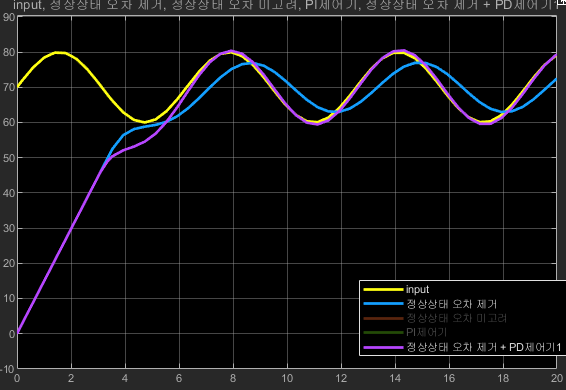 input, 정상상태 오차 제거, 정상상태 오차 미고려, PI제어기, 정상상태 오차 제거 + PD제어기1
90
80
70
60
50
40
30
20
10
0
-10
0 2 4 6 8 10 12 14 16 18 20
input
정상상태 오차 제거
정상상태 오차 미고려
PI제어기
정상상태 오차 제거 + PD제어기1